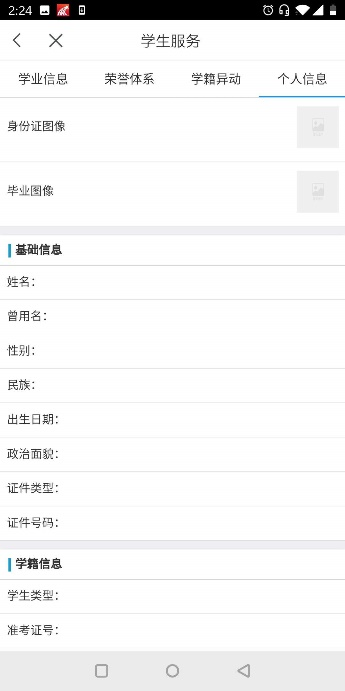 2:24
学生服务
学业信息 荣誉体系 学籍异动 个人信息
身份证图像
毕业图像
基础信息
姓名：
曾用名：
性别：
民族：
出生日期：
政治面貌：
证件类型：
证件号码：
学籍信息
学生类型：
准考证号：